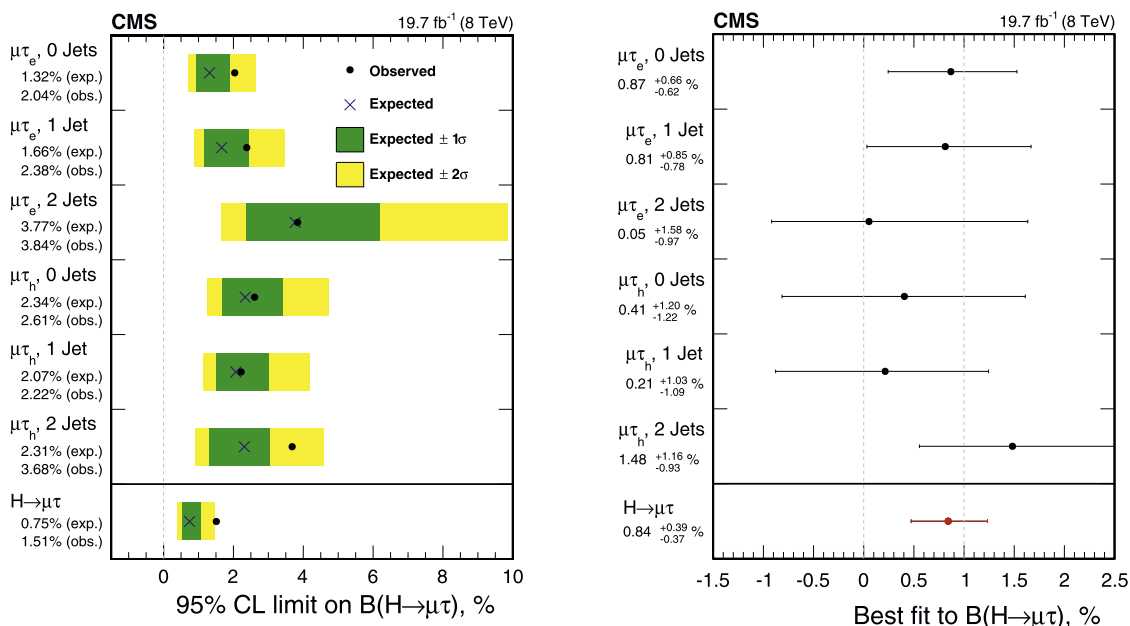 CMS 19.7 fb⁻¹ (8 TeV)
μτₑ, 0 Jets
1.32% (exp.)
2.04% (obs.)
μτₑ, 1 Jet
1.66% (exp.)
2.38% (obs.)
μτₑ, 2 Jets
3.77% (exp.)
3.84% (obs.)
μτₕ, 0 Jets
2.34% (exp.)
2.61% (obs.)
μτₕ, 1 Jet
2.07% (exp.)
2.22% (obs.)
μτₕ, 2 Jets
2.31% (exp.)
3.68% (obs.)
H→μτ
0.75% (exp.)
1.51% (obs.)
Observed
Expected
Expected ± 1σ
Expected ± 2σ
0 2 4 6 8 10
95% CL limit on B(H→μτ), %
CMS 19.7 fb⁻¹ (8 TeV)
μτₑ, 0 Jets
0.87 +0.66 -0.62 %
μτₑ, 1 Jet
0.81 +0.85 -0.78 %
μτₑ, 2 Jets
0.05 +1.58 -0.97 %
μτₕ, 0 Jets
0.41 +1.20 -1.22 %
μτₕ, 1 Jet
0.21 +1.03 -1.09 %
μτₕ, 2 Jets
1.48 +1.16 -0.93 %
H→μτ
0.84 +0.39 -0.37 %
-1.5 -1 -0.5 0 0.5 1 1.5 2 2.5
Best fit to B(H→μτ), %